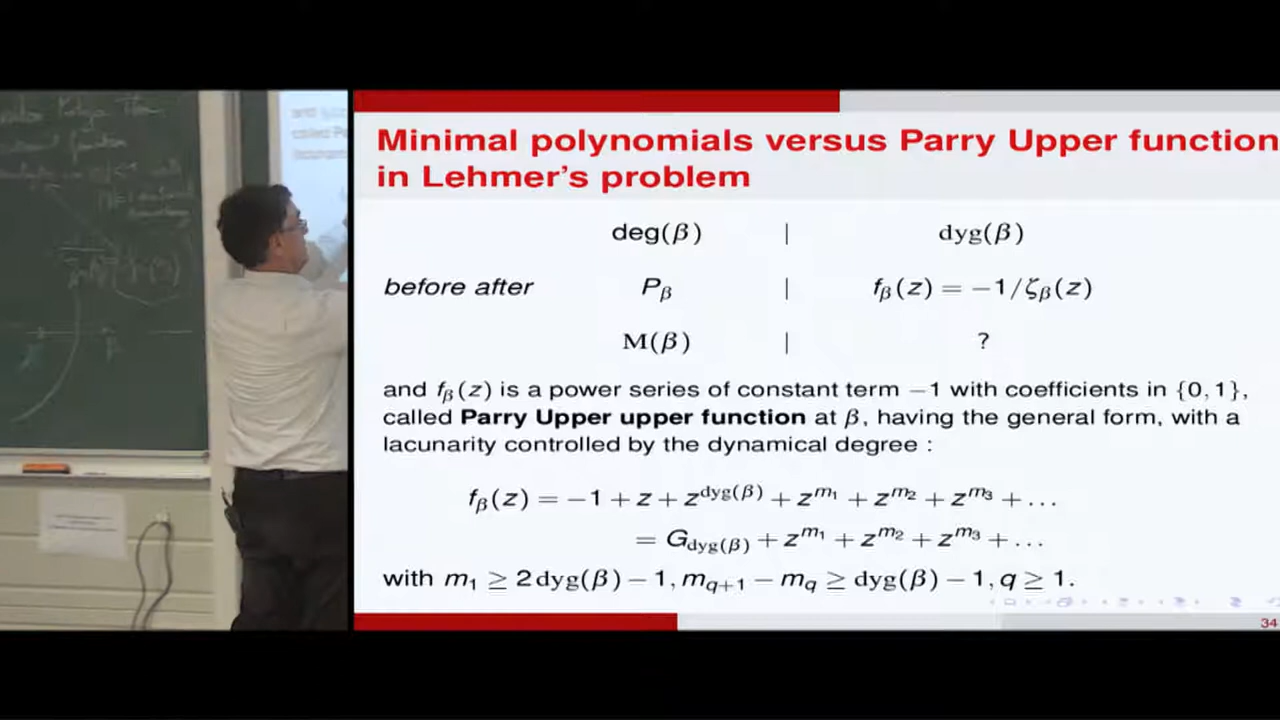 Minimal polynomials versus Parry Upper function
in Lehmer's problem
deg(β) | dyg(β)
before after P_β | f_β(z) = −1/ζ_β(z)
M(β) | ?
and f_β(z) is a power series of constant term −1 with coefficients in {0, 1},
called Parry Upper upper function at β, having the general form, with a
lacunarity controlled by the dynamical degree :
f_β(z) = −1 + z + z^{dyg(β)} + z^{m_1} + z^{m_2} + z^{m_3} + …
= G_{dyg(β)} + z^{m_1} + z^{m_2} + z^{m_3} + …
with m_1 ≥ 2 dyg(β) − 1, m_{q+1} − m_q ≥ dyg(β) − 1, q ≥ 1.
34